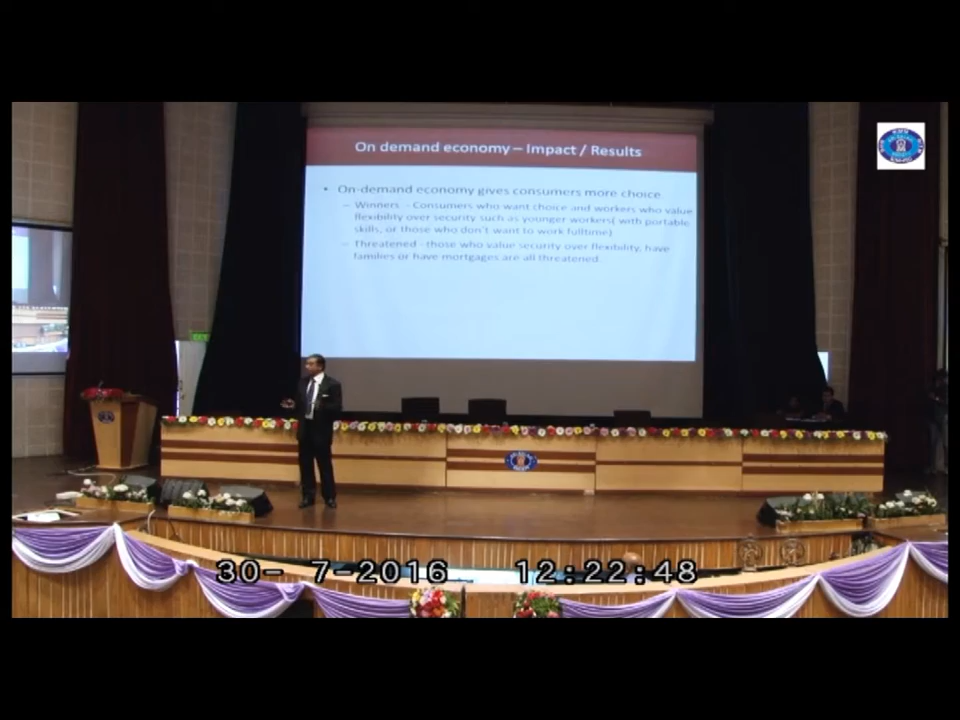 On demand economy – Impact / Results
• On-demand economy gives consumers more choice
– Winners – Consumers who want choice and workers who value
flexibility over security such as younger workers( with portable
skills, or those who don't want to work fulltime)
– Threatened - those who value security over flexibility, have
families or have mortgages are all threatened.
30- 7-2016 12:22:48